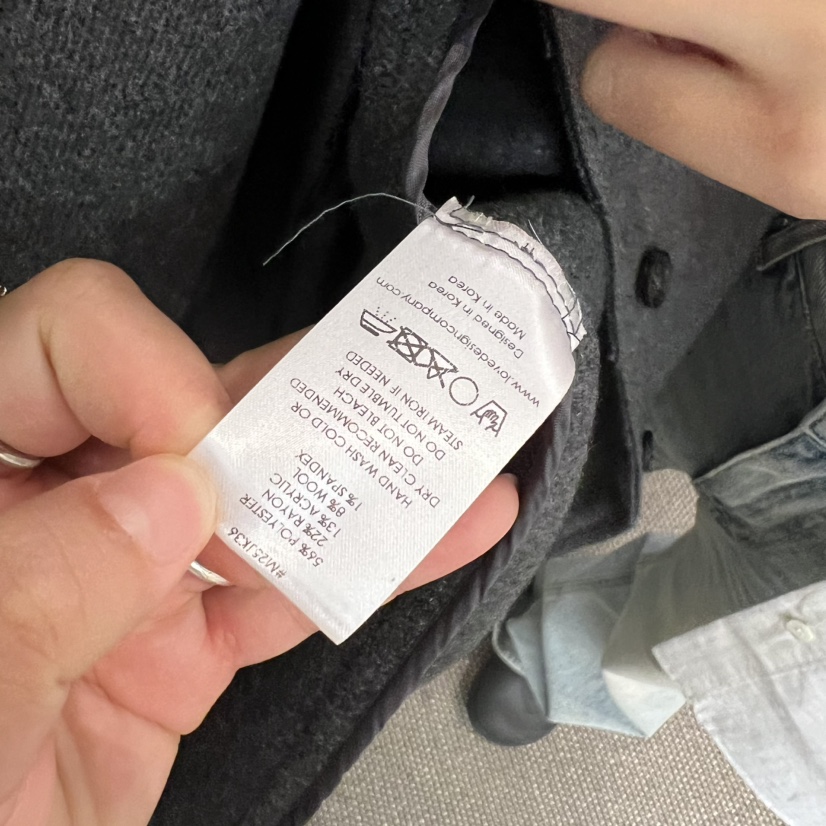 #M25JK36
56% POLYESTER
22% RAYON
13% ACRYLIC
8% WOOL
1% SPANDEX
HAND WASH COLD OR
DRY CLEAN RECOMMENDED
DO NOT BLEACH
DO NOT TUMBLE DRY
STEAM IRON IF NEEDED
www.lovedesigncompany.com
Designed in Korea
Made in Korea